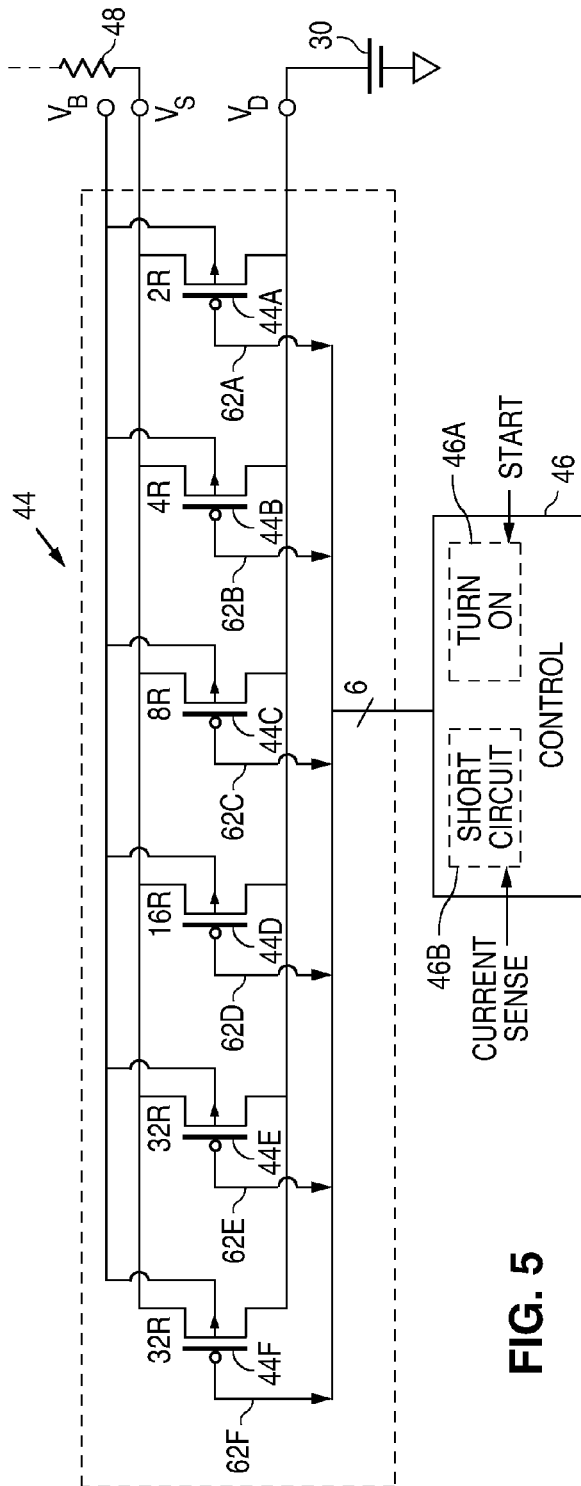 44
32R
32R
16R
8R
4R
2R
V_B
V_S
48
V_D
30
44F
44E
44D
44C
44B
44A
62F
62E
62D
62C
62B
62A
6
46B
46A
46
SHORT
CIRCUIT
TURN
ON
CURRENT
SENSE
START
CONTROL
FIG. 5